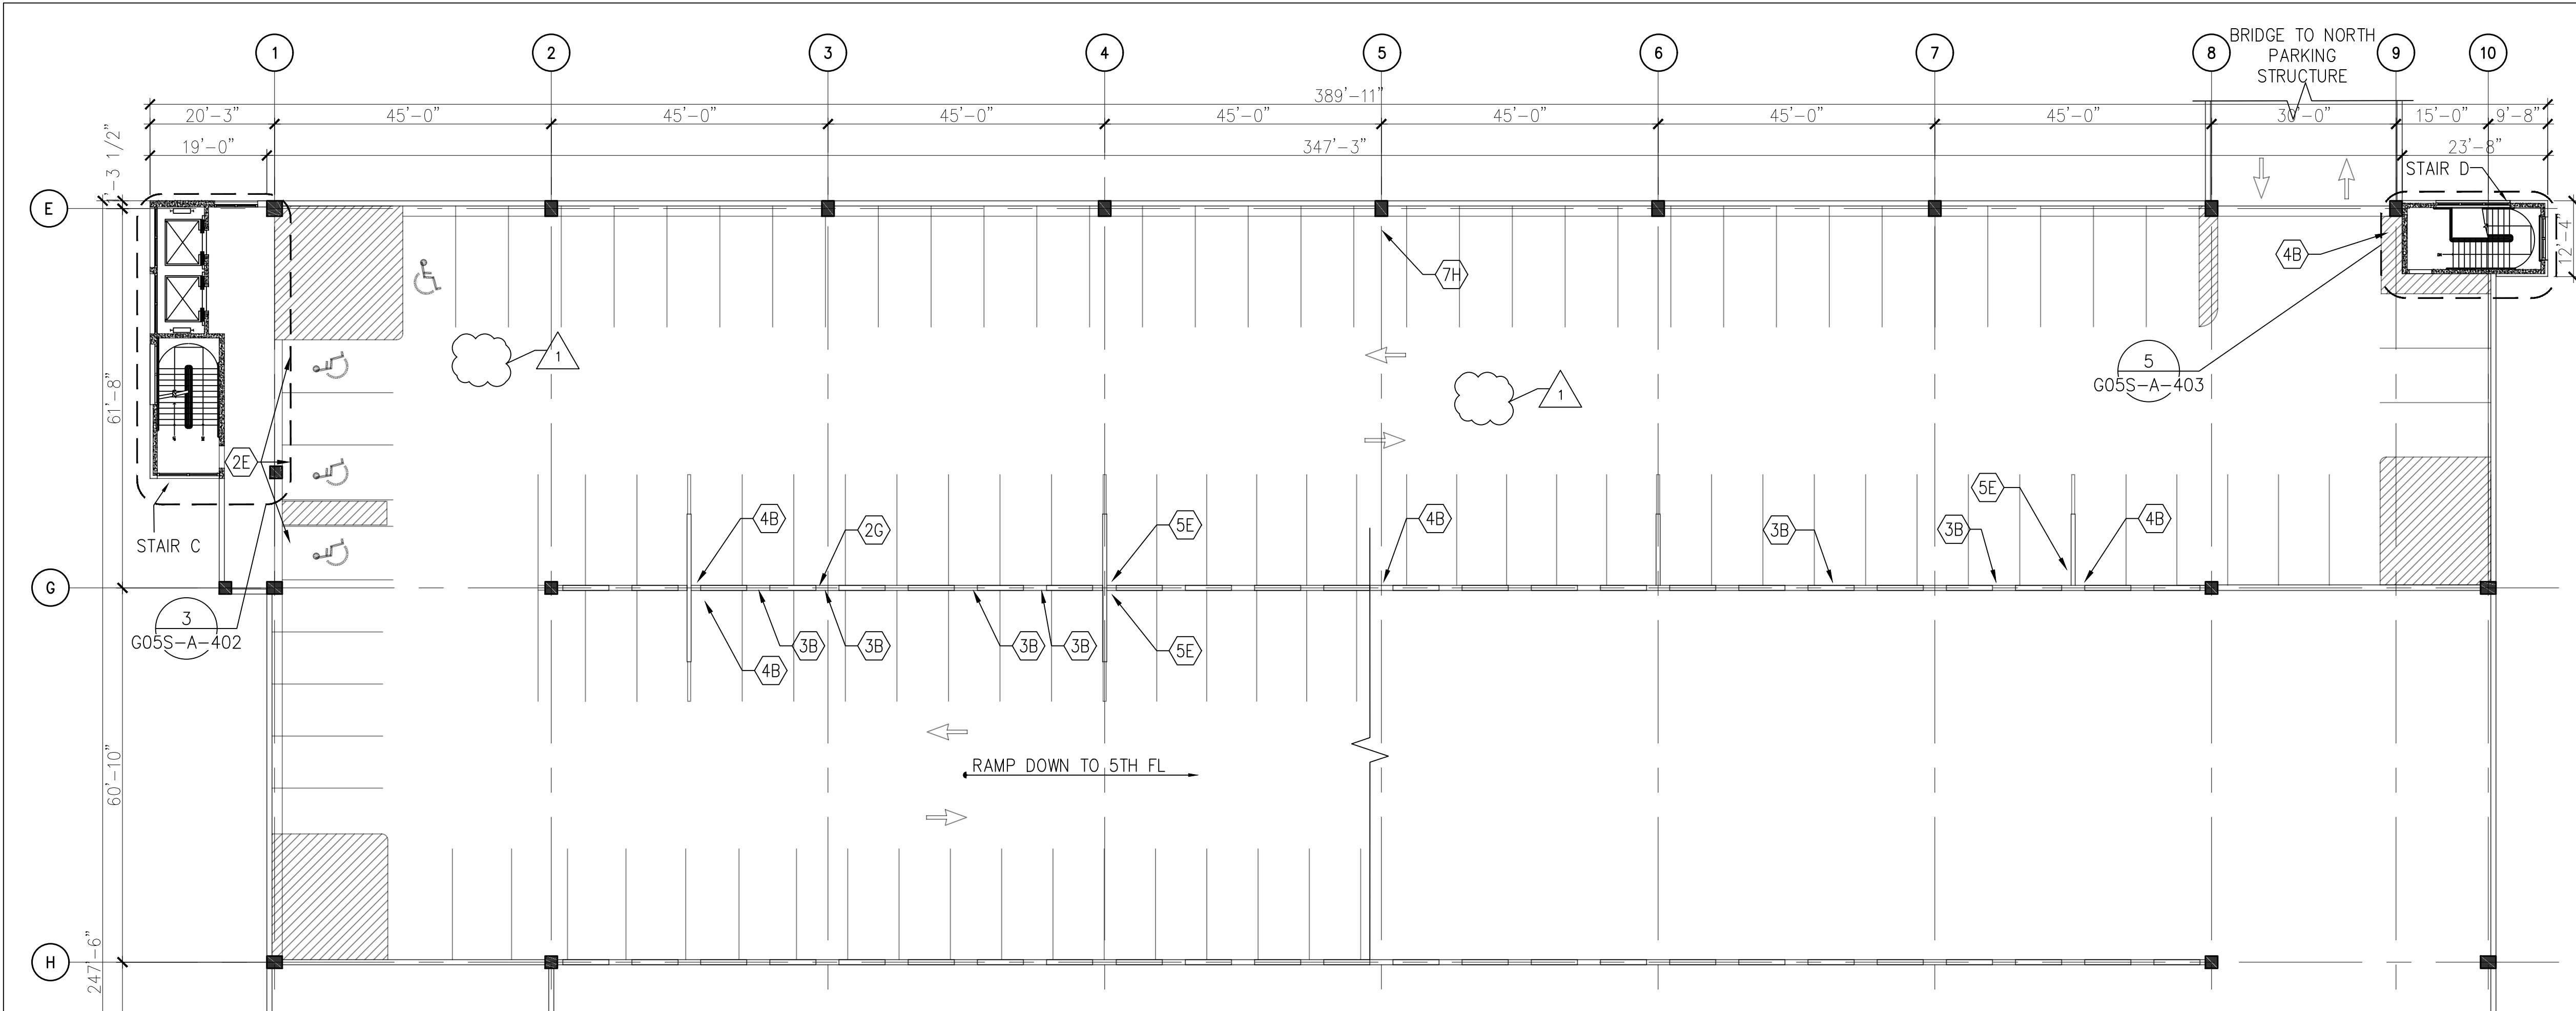 1
2
3
4
5
6
7
8
9
10
BRIDGE TO NORTH
PARKING
STRUCTURE
389'-11"
20'-3"
45'-0"
45'-0"
45'-0"
45'-0"
45'-0"
45'-0"
45'-0"
30'-0"
15'-0"
9'-8"
19'-0"
347'-3"
23'-8"
STAIR D
'-3 1/2"
E
12'-4"
4B
7H
1
1
5
G05S-A-403
61'-8"
2E
STAIR C
4B
2G
5E
4B
3B
3B
5E
4B
G
3
G05S-A-402
4B
3B
3B
3B
3B
5E
60'-10"
RAMP DOWN TO 5TH FL
H
247'-6"